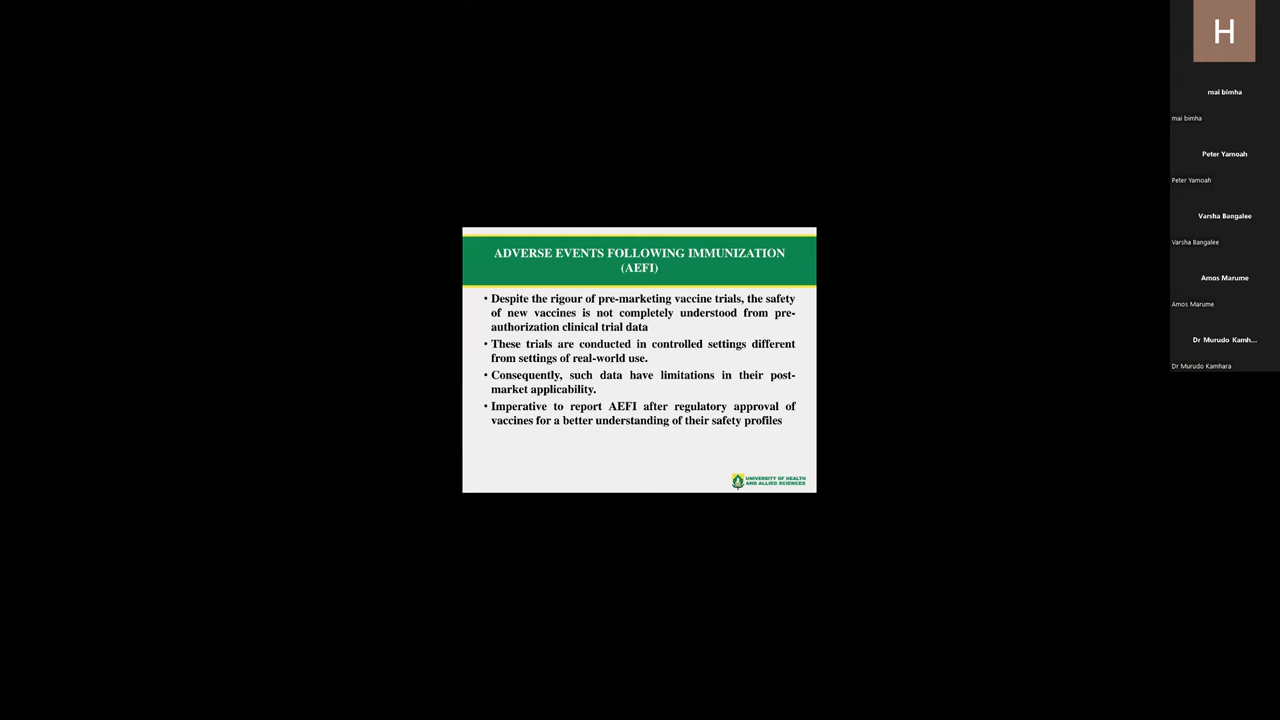 ADVERSE EVENTS FOLLOWING IMMUNIZATION
(AEFI)
• Despite the rigour of pre-marketing vaccine trials, the safety
of new vaccines is not completely understood from pre-
authorization clinical trial data
• These trials are conducted in controlled settings different
from settings of real-world use.
• Consequently, such data have limitations in their post-
market applicability.
• Imperative to report AEFI after regulatory approval of
vaccines for a better understanding of their safety profiles
UNIVERSITY OF HEALTH
AND ALLIED SCIENCES
H
mai bimha
mai bimha
Peter Yamoah
Peter Yamoah
Varsha Bangalee
Varsha Bangalee
Amos Marume
Amos Marume
Dr Murudo Kamh...
Dr Murudo Kamhara